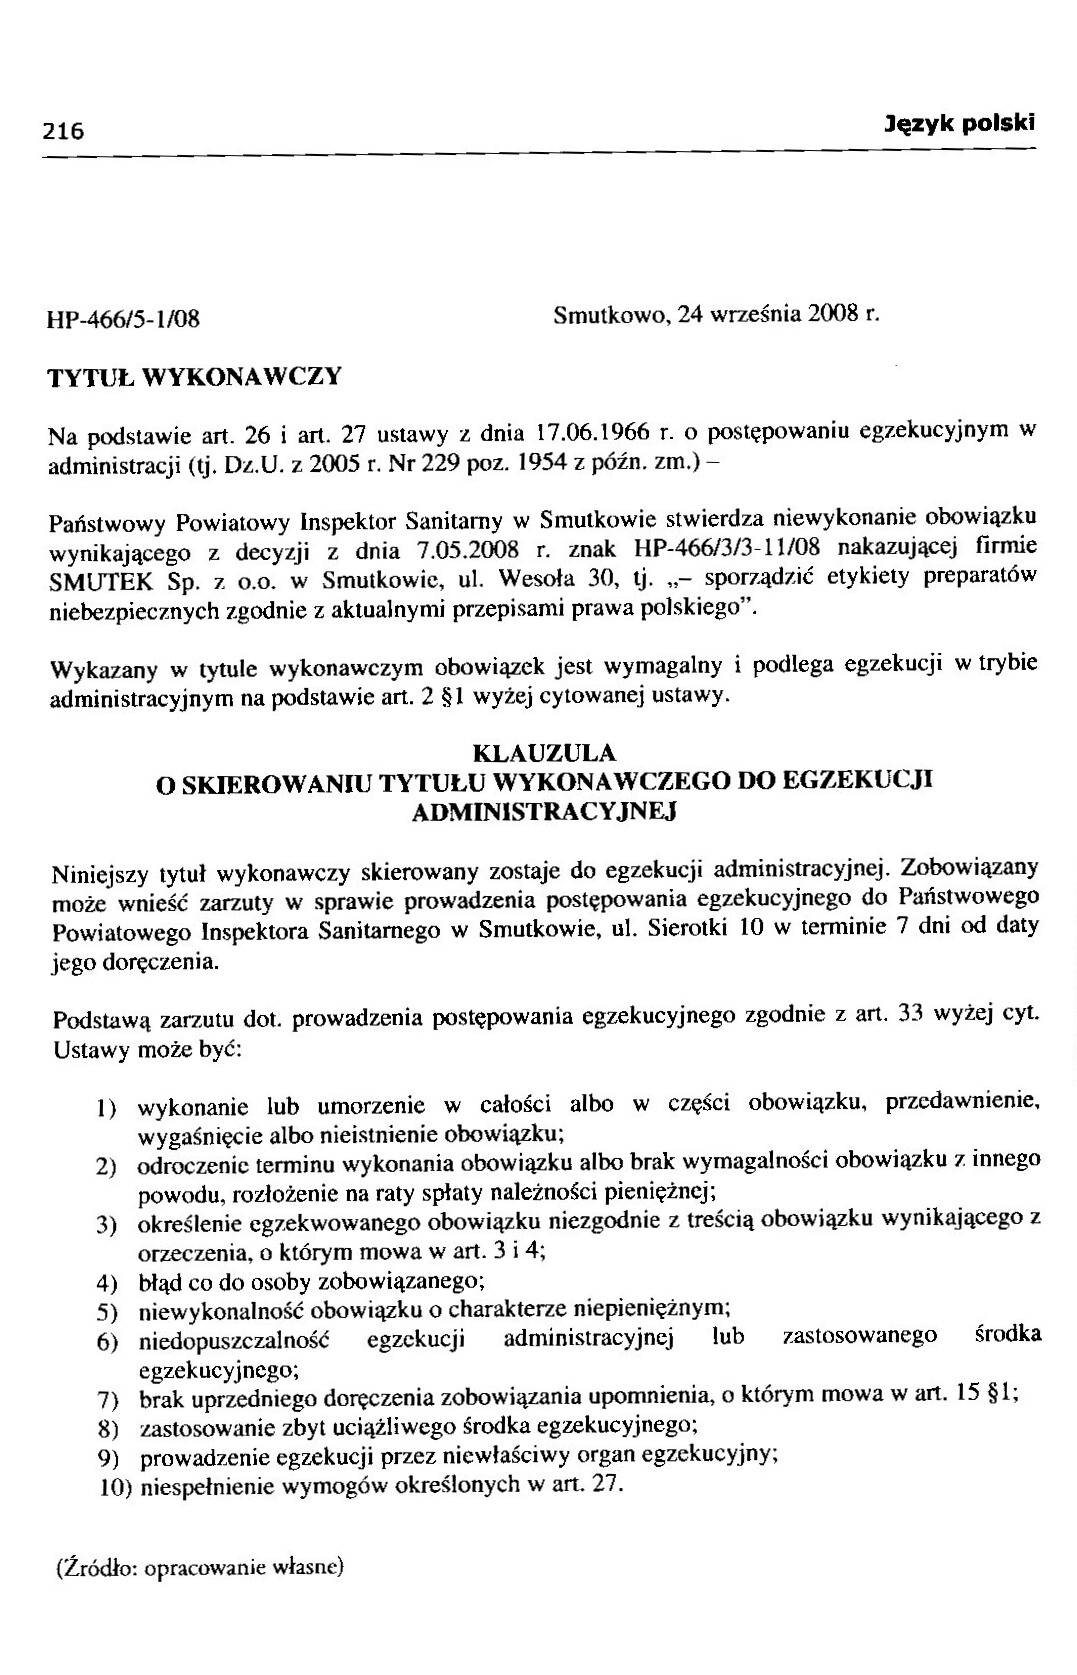 216
Język polski
HP-466/5-1/08
Smutkowo, 24 września 2008 r.
TYTUŁ WYKONAWCZY
Na podstawie art. 26 i art. 27 ustawy z dnia 17.06.1966 r. o postępowaniu egzekucyjnym w
administracji (tj. Dz.U. z 2005 r. Nr 229 poz. 1954 z późn. zm.) –
Państwowy Powiatowy Inspektor Sanitarny w Smutkowie stwierdza niewykonanie obowiązku
wynikającego z decyzji z dnia 7.05.2008 r. znak HP-466/3/3-11/08 nakazującej firmie
SMUTEK Sp. z o.o. w Smutkowie, ul. Wesoła 30, tj. „– sporządzić etykiety preparatów
niebezpiecznych zgodnie z aktualnymi przepisami prawa polskiego”.
Wykazany w tytule wykonawczym obowiązek jest wymagalny i podlega egzekucji w trybie
administracyjnym na podstawie art. 2 §1 wyżej cytowanej ustawy.
KLAUZULA
O SKIEROWANIU TYTUŁU WYKONAWCZEGO DO EGZEKUCJI
ADMINISTRACYJNEJ
Niniejszy tytuł wykonawczy skierowany zostaje do egzekucji administracyjnej. Zobowiązany
może wnieść zarzuty w sprawie prowadzenia postępowania egzekucyjnego do Państwowego
Powiatowego Inspektora Sanitarnego w Smutkowie, ul. Sierotki 10 w terminie 7 dni od daty
jego doręczenia.
Podstawą zarzutu dot. prowadzenia postępowania egzekucyjnego zgodnie z art. 33 wyżej cyt.
Ustawy może być:
1) wykonanie lub umorzenie w całości albo w części obowiązku, przedawnienie,
wygaśnięcie albo nieistnienie obowiązku;
2) odroczenie terminu wykonania obowiązku albo brak wymagalności obowiązku z innego
powodu, rozłożenie na raty spłaty należności pieniężnej;
3) określenie egzekwowanego obowiązku niezgodnie z treścią obowiązku wynikającego z
orzeczenia, o którym mowa w art. 3 i 4;
4) błąd co do osoby zobowiązanego;
5) niewykonalność obowiązku o charakterze niepieniężnym;
6) niedopuszczalność egzekucji administracyjnej lub zastosowanego środka
egzekucyjnego;
7) brak uprzedniego doręczenia zobowiązania upomnienia, o którym mowa w art. 15 §1;
8) zastosowanie zbyt uciążliwego środka egzekucyjnego;
9) prowadzenie egzekucji przez niewłaściwy organ egzekucyjny;
10) niespełnienie wymogów określonych w art. 27.
(Źródło: opracowanie własne)